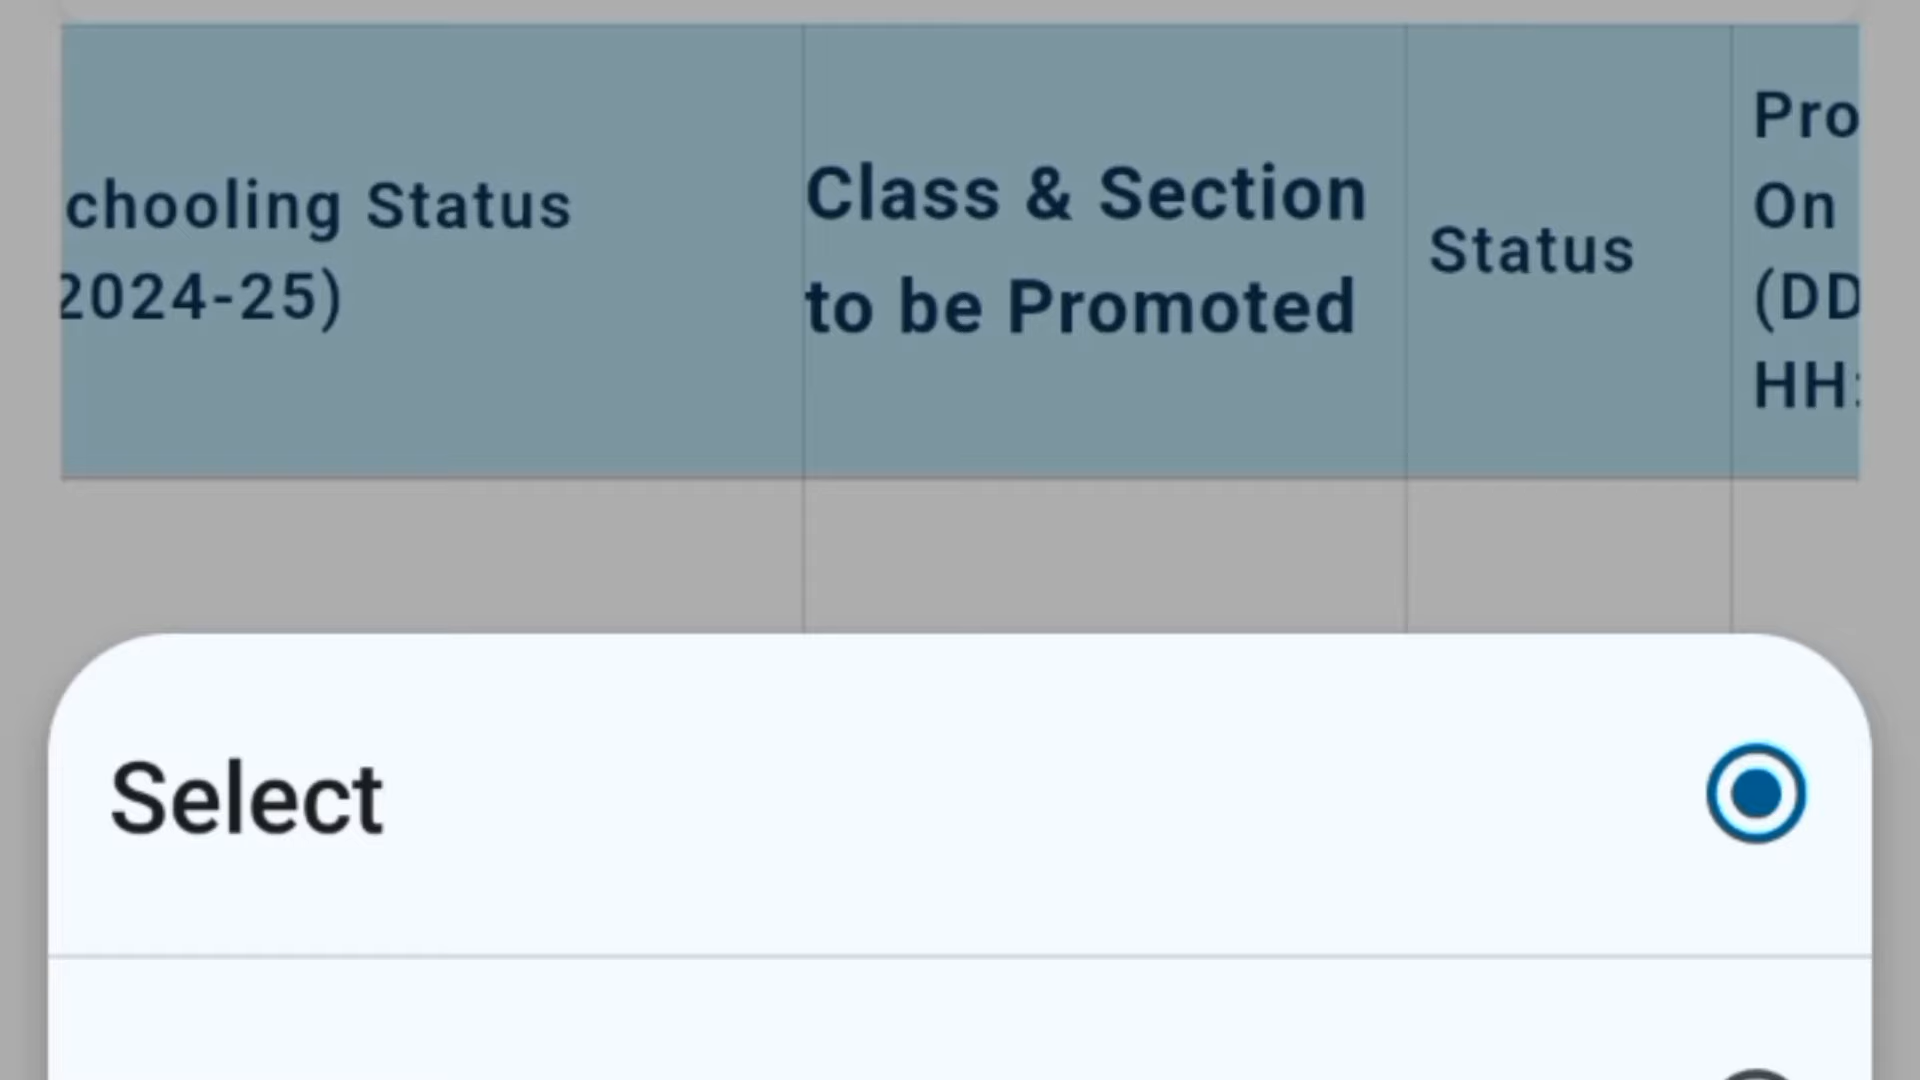 chooling Status
2024-25)
Class & Section
to be Promoted
Status
Pro
On
(DD
HH:
Select